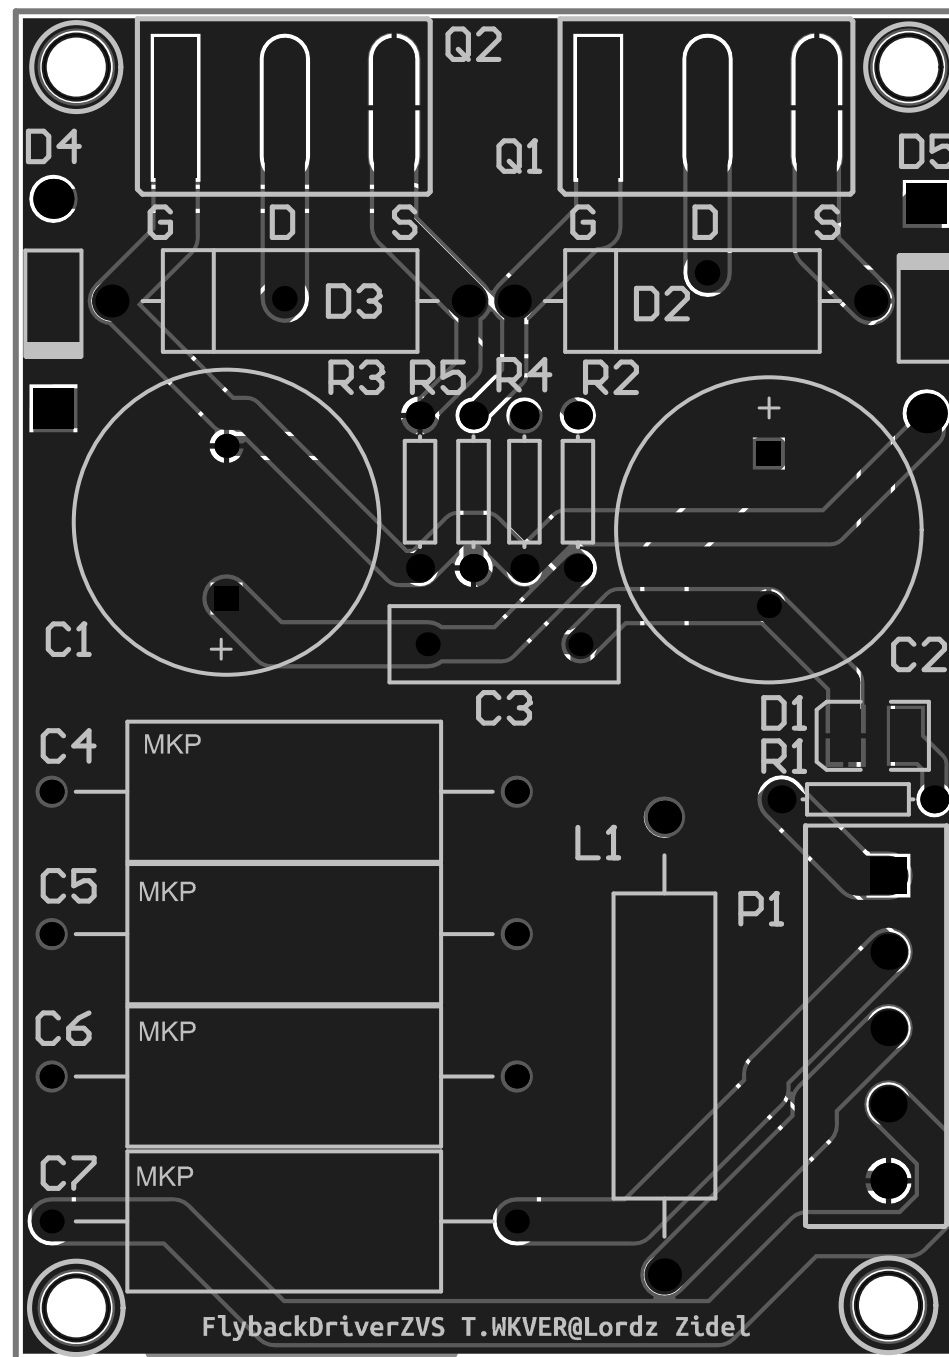 Q2
D4
Q1
D5
G D S G D S
D3 D2
R3 R5 R4 R2
+
C1
+
C2
C3
D1
C4
MKP
R1
L1
C5
MKP
P1
C6
MKP
C7
MKP
FlybackDriverZVS T.WKVER@Lordz Zidel